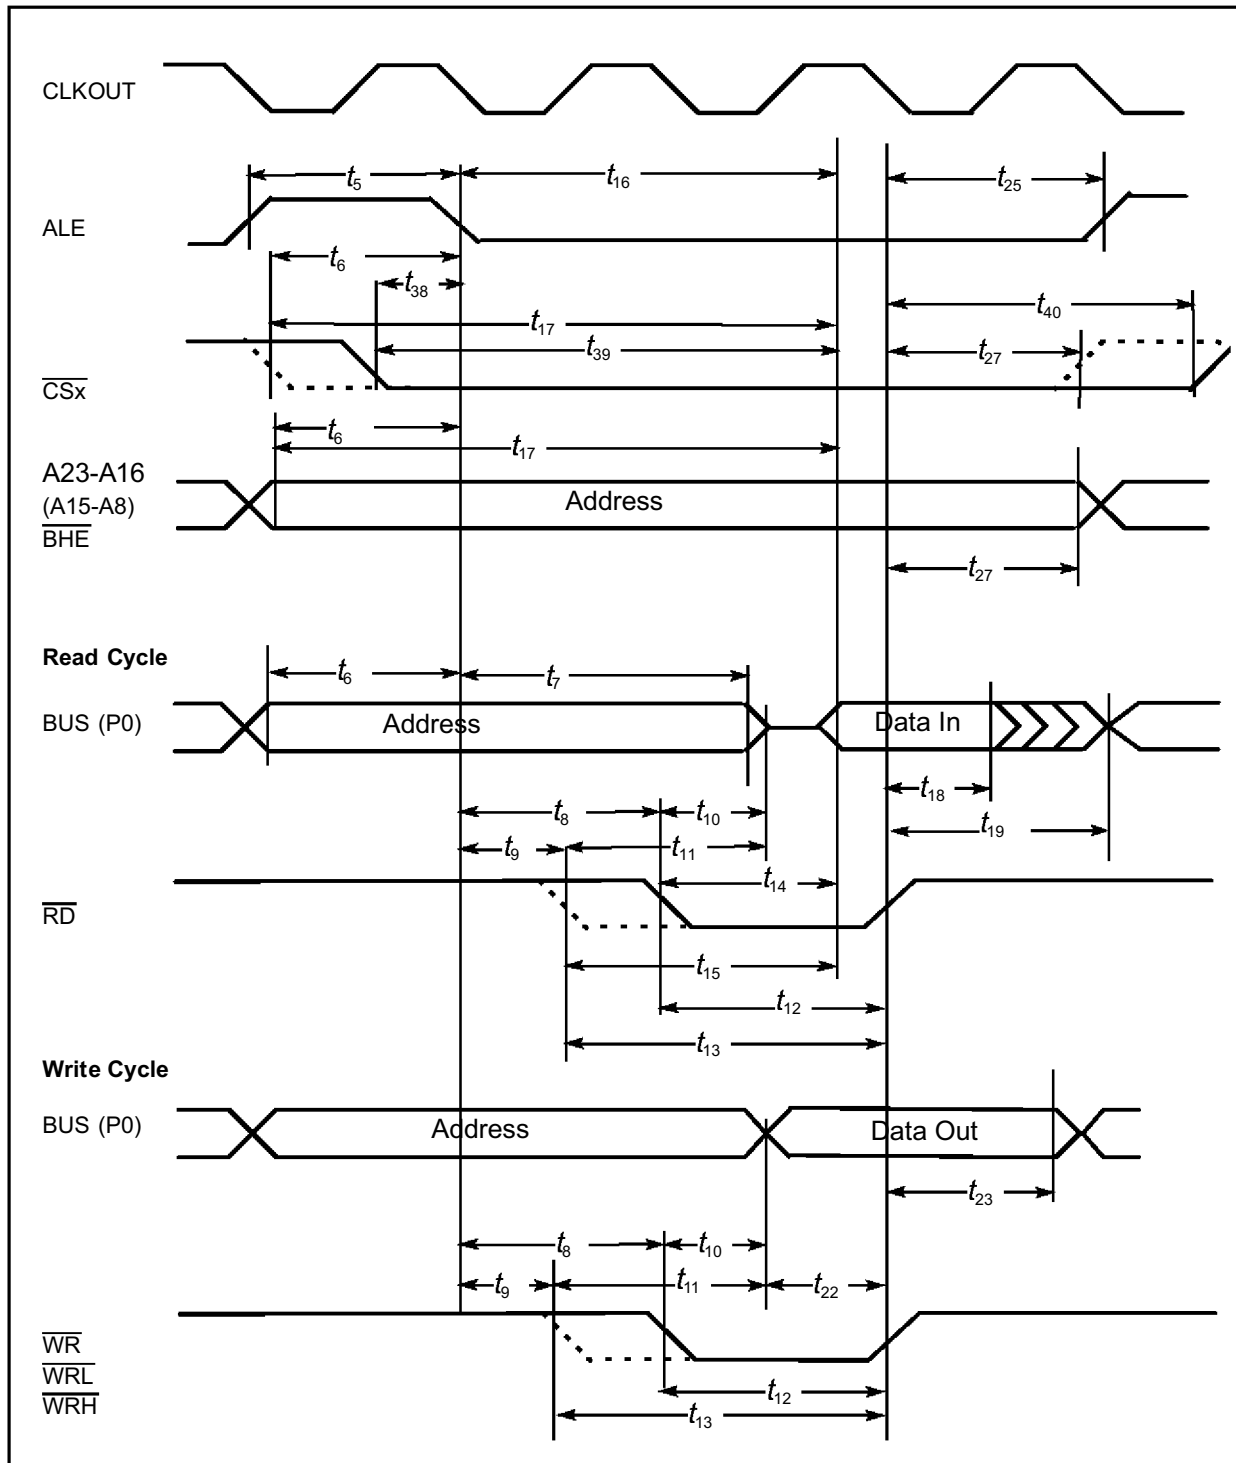 CLKOUT
t5 t16 t25
ALE
t6
t38
t40
t17
t39 t27
CSx
t6
t17
A23-A16
(A15-A8) Address
BHE
t27
Read Cycle
t6 t7
BUS (P0) Address Data In
t18
t8 t10
t19
t9 t11
t14
RD
t15
t12
t13
Write Cycle
BUS (P0) Address Data Out
t23
t8 t10
t9 t11 t22
WR
WRL
t12
WRH
t13